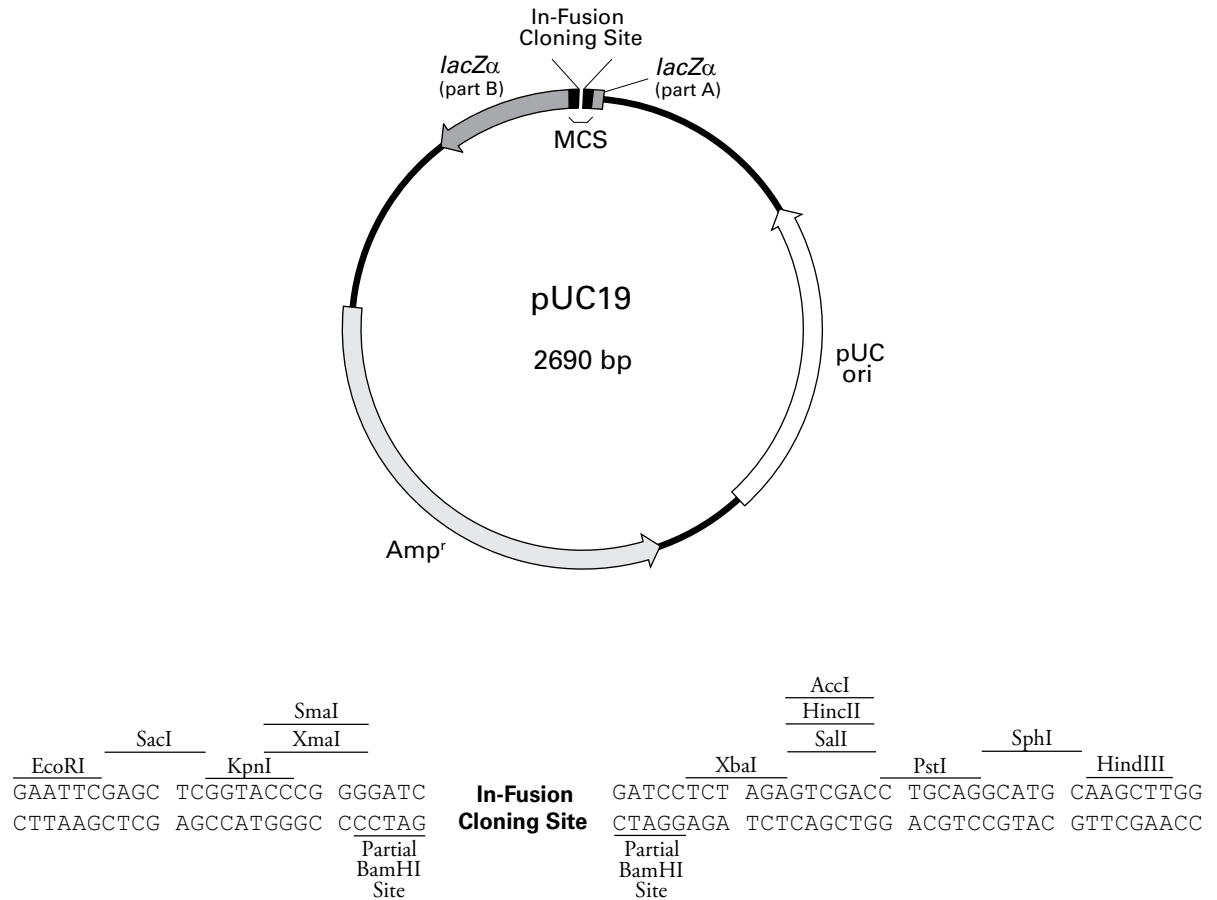 In-Fusion
Cloning Site
lacZα
(part B)
lacZα
(part A)
MCS
pUC19
2690 bp
pUC
ori
Ampʳ
AccI
SmaI
HincII
SacI
XmaI
SalI
SphI
EcoRI
KpnI
XbaI
PstI
HindIII
GAATTCGAGC TCGGTACCCG GGGATC In-Fusion GATCCTCT AGAGTCGACC TGCAGGCATG CAAGCTTGG
CTTAAGCTCG AGCCATGGGC CCCTAG Cloning Site CTAGGAGA TCTCAGCTGG ACGTCCGTAC GTTCGAACC
Partial
BamHI
Site
Partial
BamHI
Site